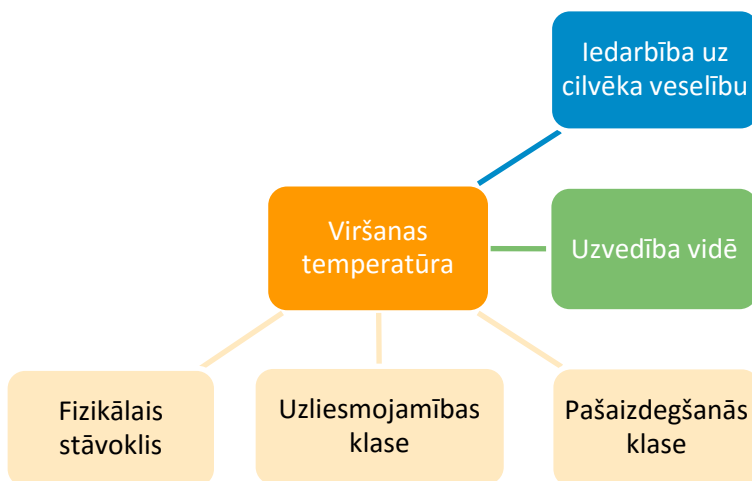 Iedarbība uz
cilvēka veselību
Viršanas
temperatūra
Uzvedība vidē
Fizikālais
stāvoklis
Uzliesmojamības
klase
Pašaizdegšanās
klase